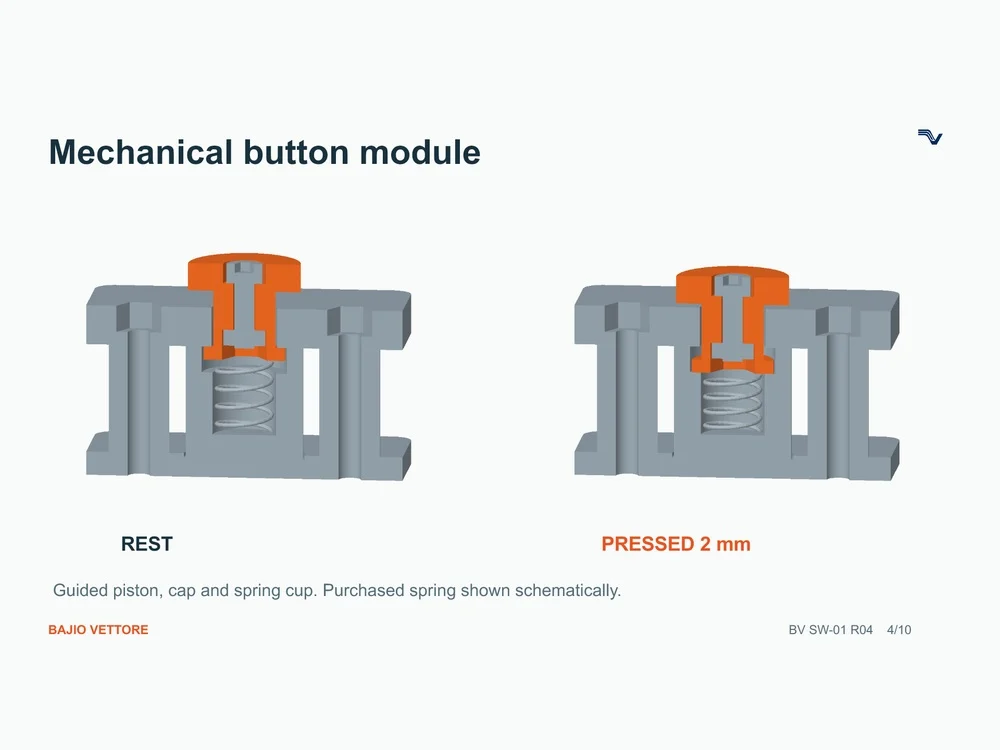 Mechanical button module
REST
PRESSED 2 mm
Guided piston, cap and spring cup. Purchased spring shown schematically.
BAJIO VETTORE
BV SW-01 R04 4/10